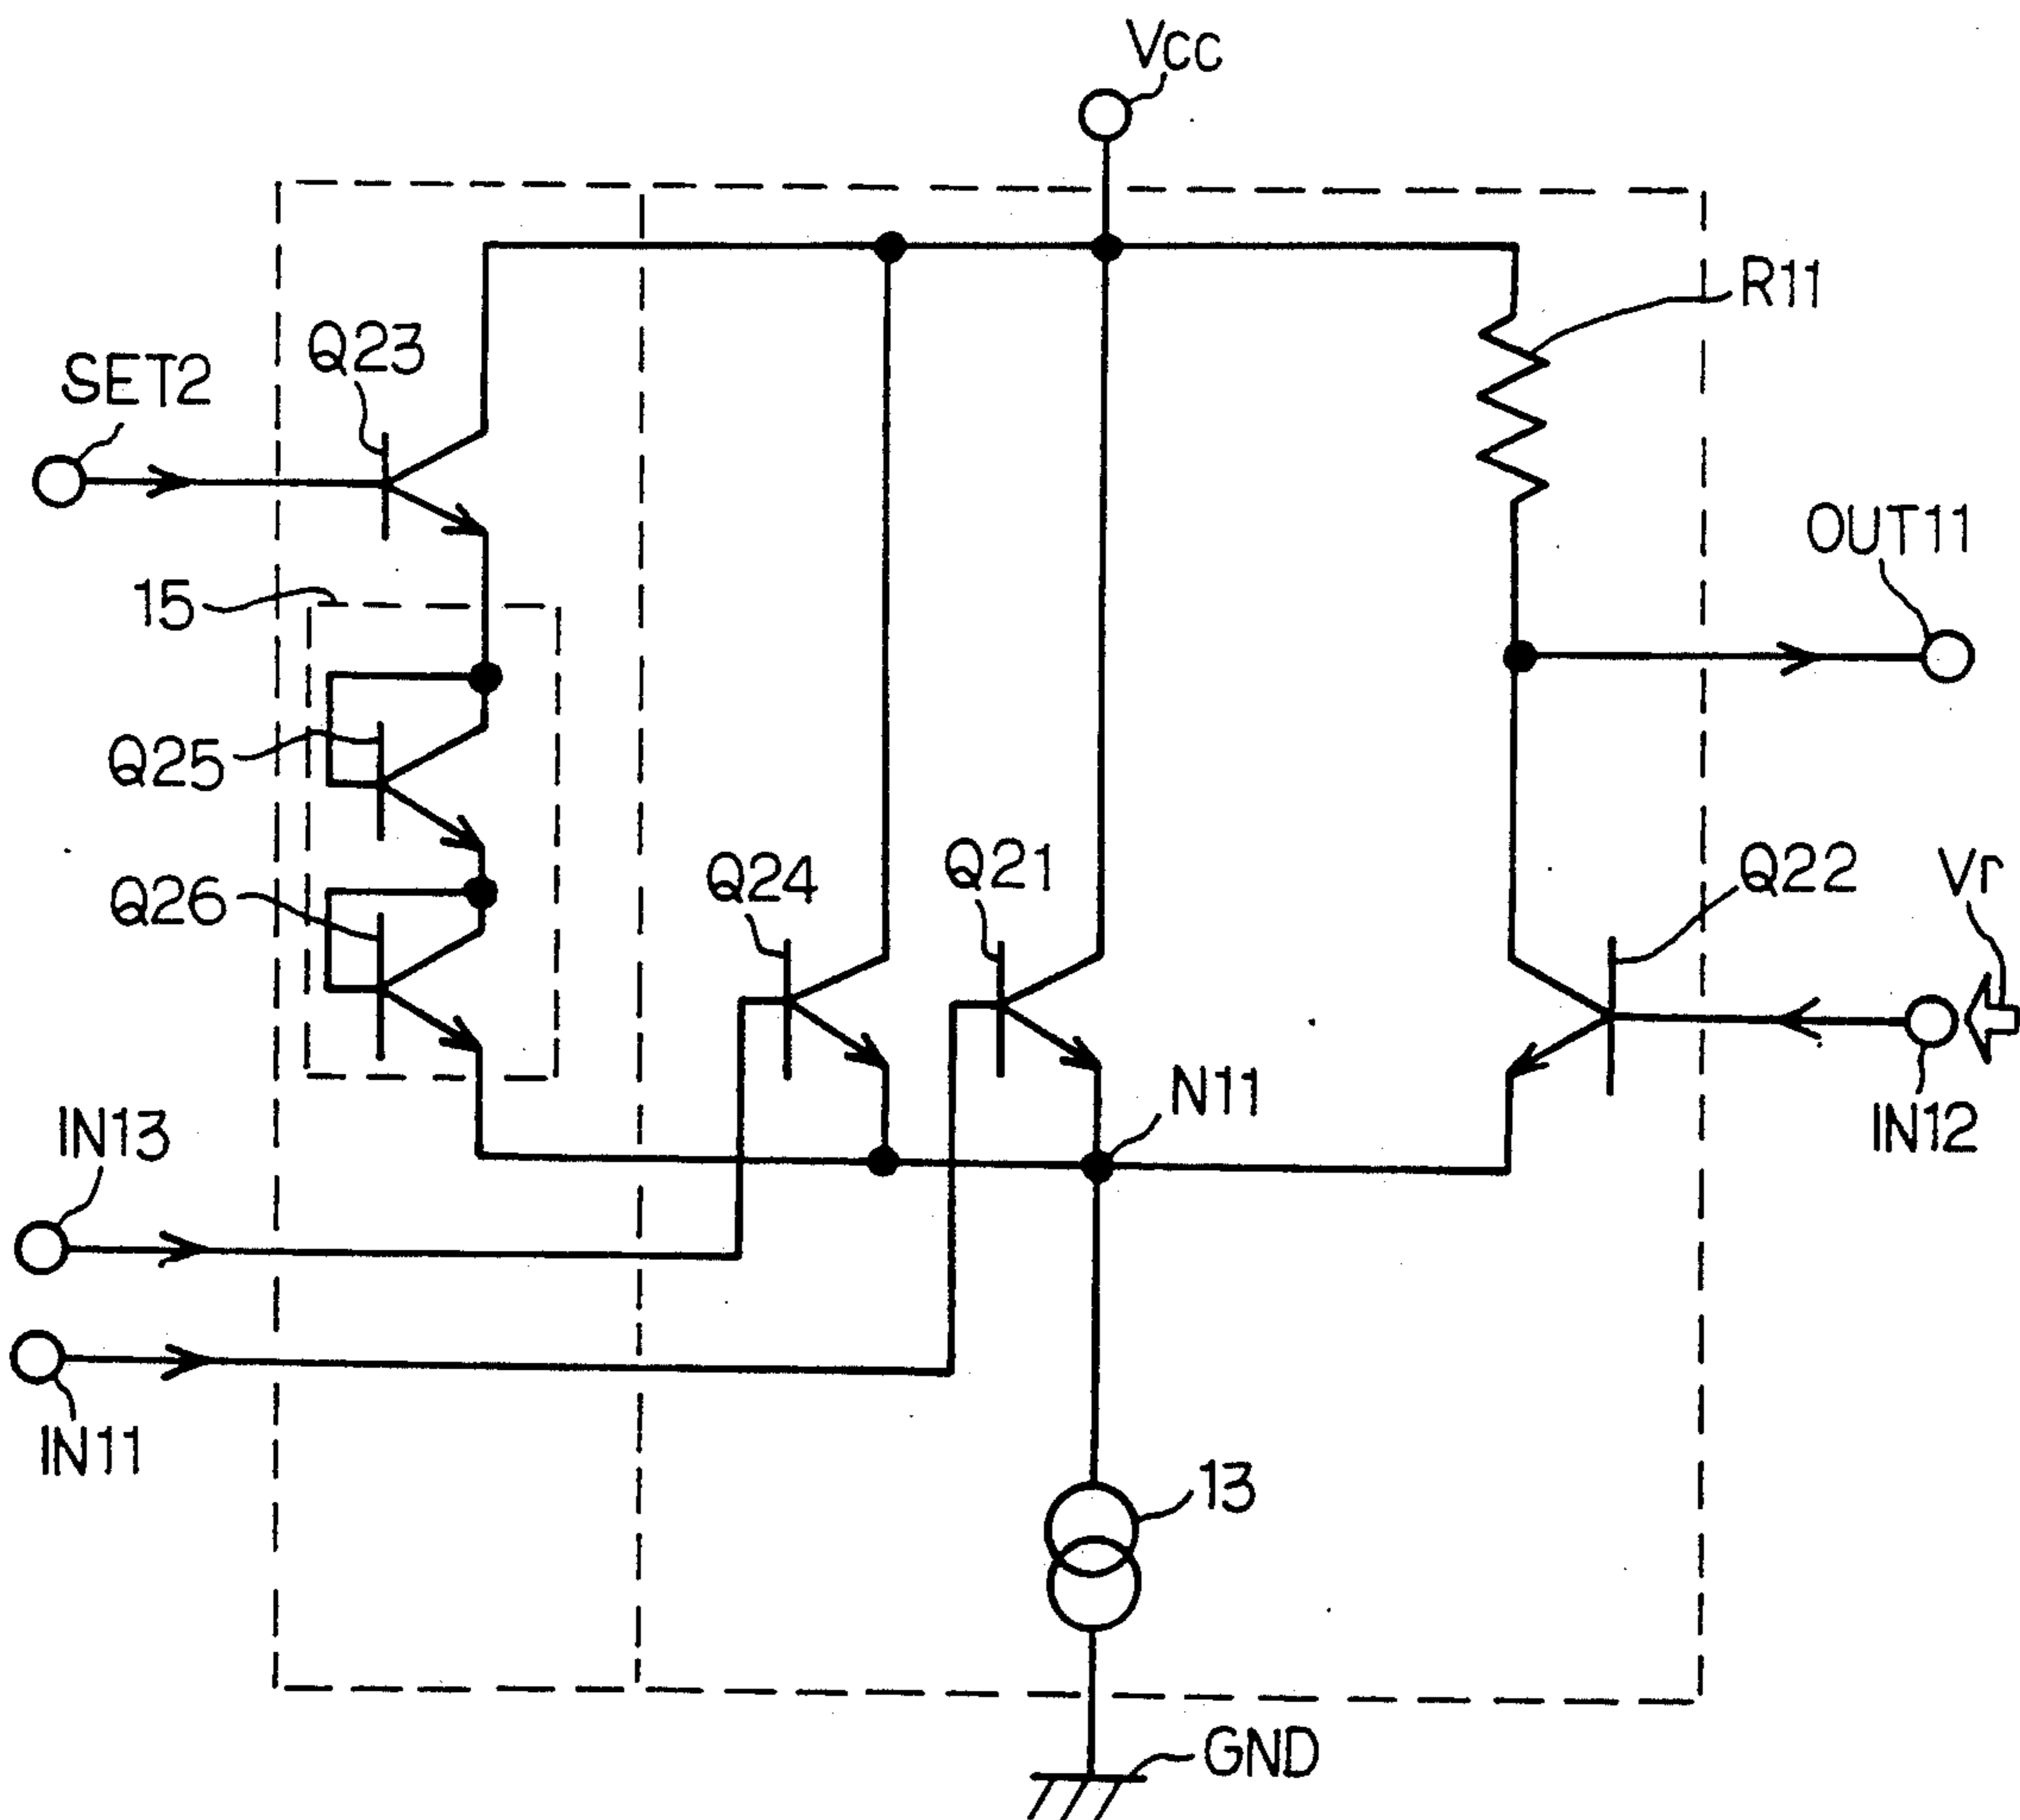 Vcc
R11
Q23
SET2
OUT11
15
Q25
Q24
Q21
Q22
Vr
Q26
N11
IN13
IN12
IN11
13
GND